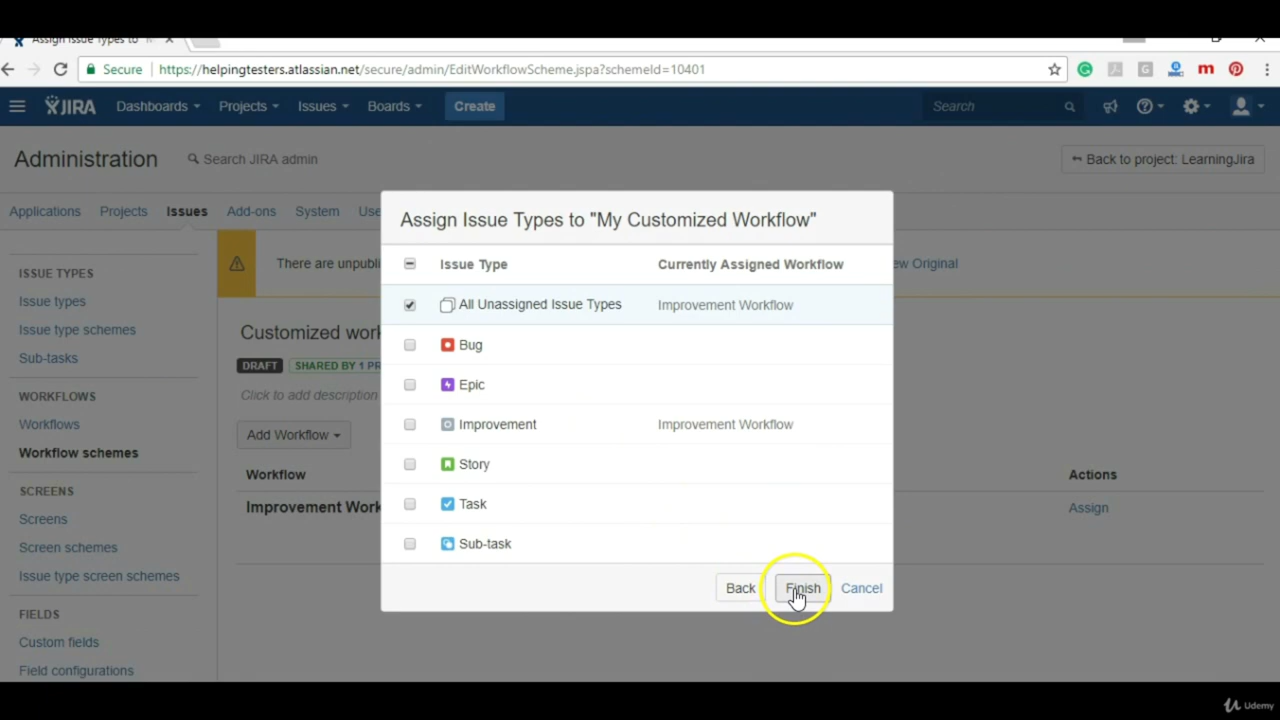 Assign Issue Types to
Secure https://helpingtesters.atlassian.net/secure/admin/EditWorkflowScheme.jspa?schemeId=10401
JIRA Dashboards Projects Issues Boards Create Search
Administration Search JIRA admin Back to project: LearningJira
Applications Projects Issues Add-ons System Use
Assign Issue Types to "My Customized Workflow"
Issue Type Currently Assigned Workflow
All Unassigned Issue Types Improvement Workflow
Bug
Epic
Improvement Improvement Workflow
Story
Task
Sub-task
Back Finish Cancel
ISSUE TYPES
Issue types
Issue type schemes
Sub-tasks
WORKFLOWS
Workflows
Workflow schemes
SCREENS
Screens
Screen schemes
Issue type screen schemes
FIELDS
Custom fields
Field configurations
There are unpubli ew Original
Customized work
DRAFT SHARED BY 1 PR
Click to add description
Add Workflow
Workflow Actions
Improvement Work Assign
Udemy